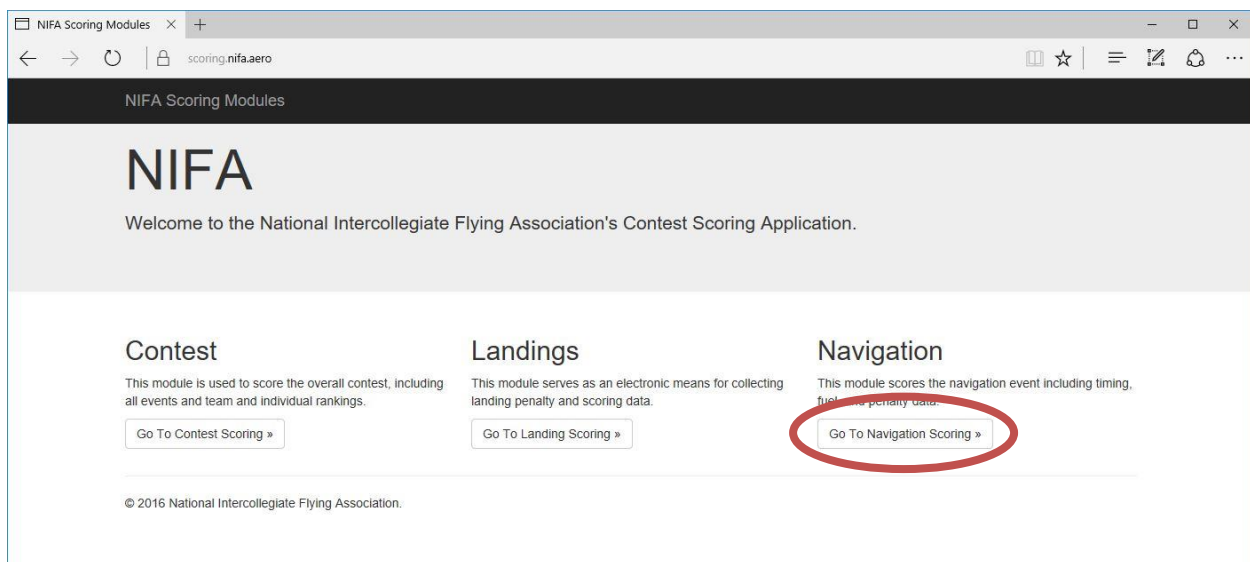 NIFA Scoring Modules
scoring.nifa.aero
NIFA Scoring Modules
NIFA
Welcome to the National Intercollegiate Flying Association's Contest Scoring Application.
Contest
This module is used to score the overall contest, including
all events and team and individual rankings.
Go To Contest Scoring »
Landings
This module serves as an electronic means for collecting
landing penalty and scoring data.
Go To Landing Scoring »
Navigation
This module scores the navigation event including timing,
fuel, and penalty data.
Go To Navigation Scoring »
© 2016 National Intercollegiate Flying Association.